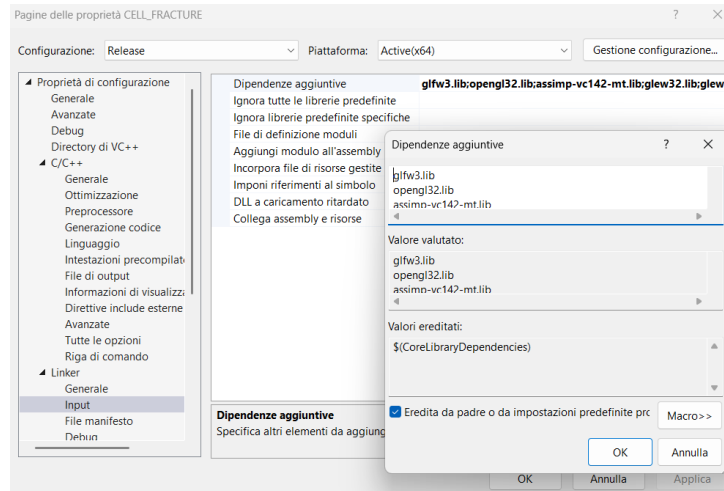 Pagine delle proprietà CELL_FRACTURE
Configurazione: Release Piattaforma: Active(x64) Gestione configurazione...
Proprietà di configurazione
Generale
Avanzate
Debug
Directory di VC++
C/C++
Generale
Ottimizzazione
Preprocessore
Generazione codice
Linguaggio
Intestazioni precompilat
File di output
Informazioni di visualizza
Direttive include esterne
Avanzate
Tutte le opzioni
Riga di comando
Linker
Generale
Input
File manifesto
Debug
Dipendenze aggiuntive glfw3.lib;opengl32.lib;assimp-vc142-mt.lib;glew32.lib;glew
Ignora tutte le librerie predefinite
Ignora librerie predefinite specifiche
File di definizione moduli
Aggiungi modulo all'assembly
Incorpora file di risorse gestite
Imponi riferimenti al simbolo
DLL a caricamento ritardato
Collega assembly e risorse
Dipendenze aggiuntive
Specifica altri elementi da aggiung
Dipendenze aggiuntive
glfw3.lib
opengl32.lib
assimp-vc142-mt.lib
Valore valutato:
glfw3.lib
opengl32.lib
assimp-vc142-mt.lib
Valori ereditati:
$(CoreLibraryDependencies)
Eredita da padre o da impostazioni predefinite prc
Macro>>
OK Annulla
OK Annulla Applica